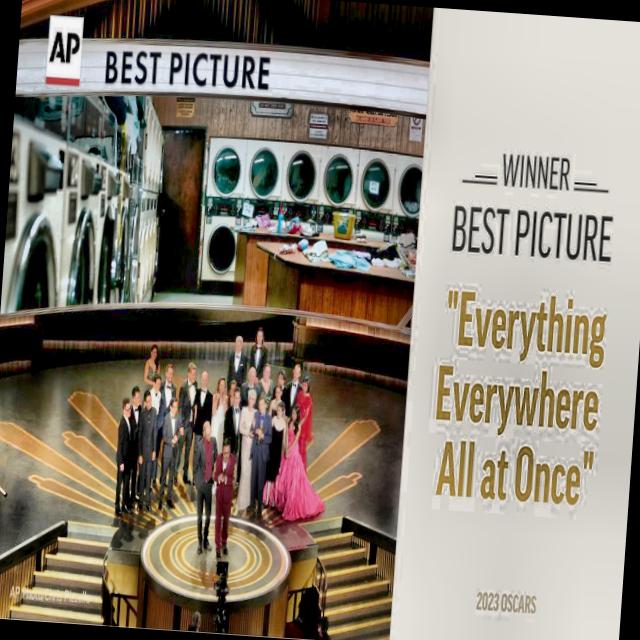 AP
BEST PICTURE
WINNER
BEST PICTURE
"Everything
Everywhere
All at Once"
2023 OSCARS